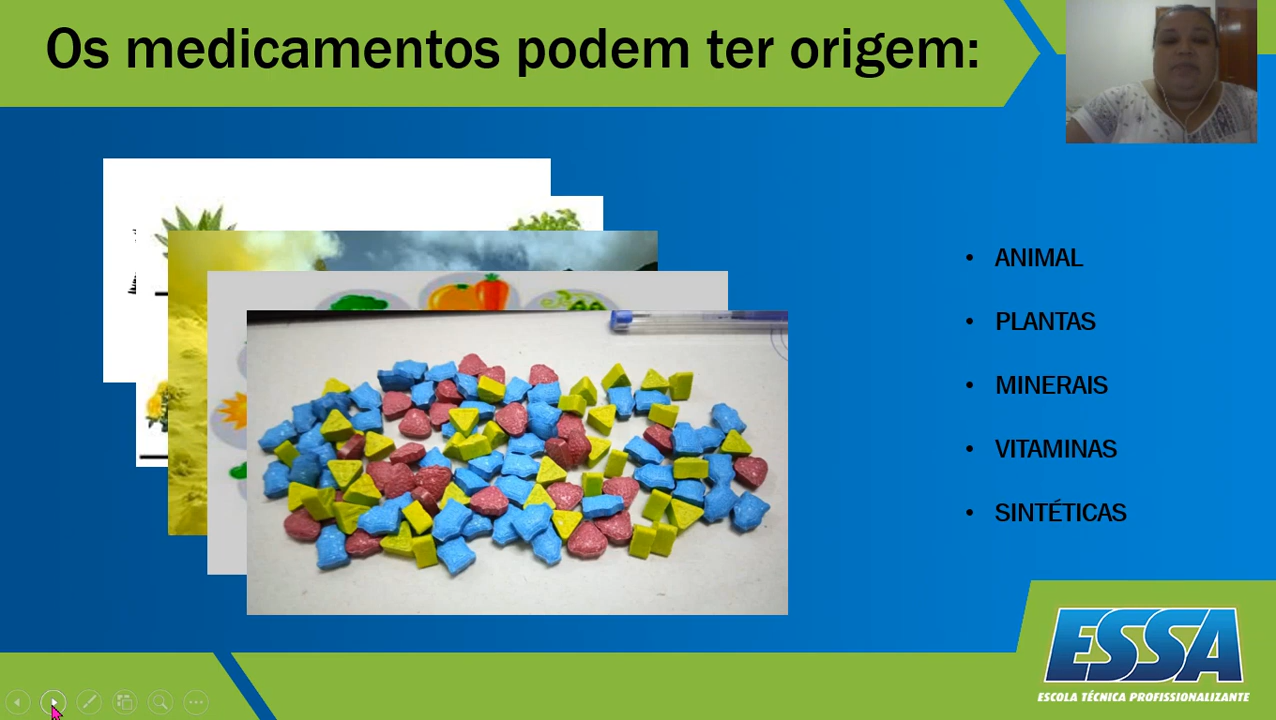 Os medicamentos podem ter origem:
• ANIMAL
• PLANTAS
• MINERAIS
• VITAMINAS
• SINTÉTICAS
ESSA
ESCOLA TÉCNICA PROFISSIONALIZANTE